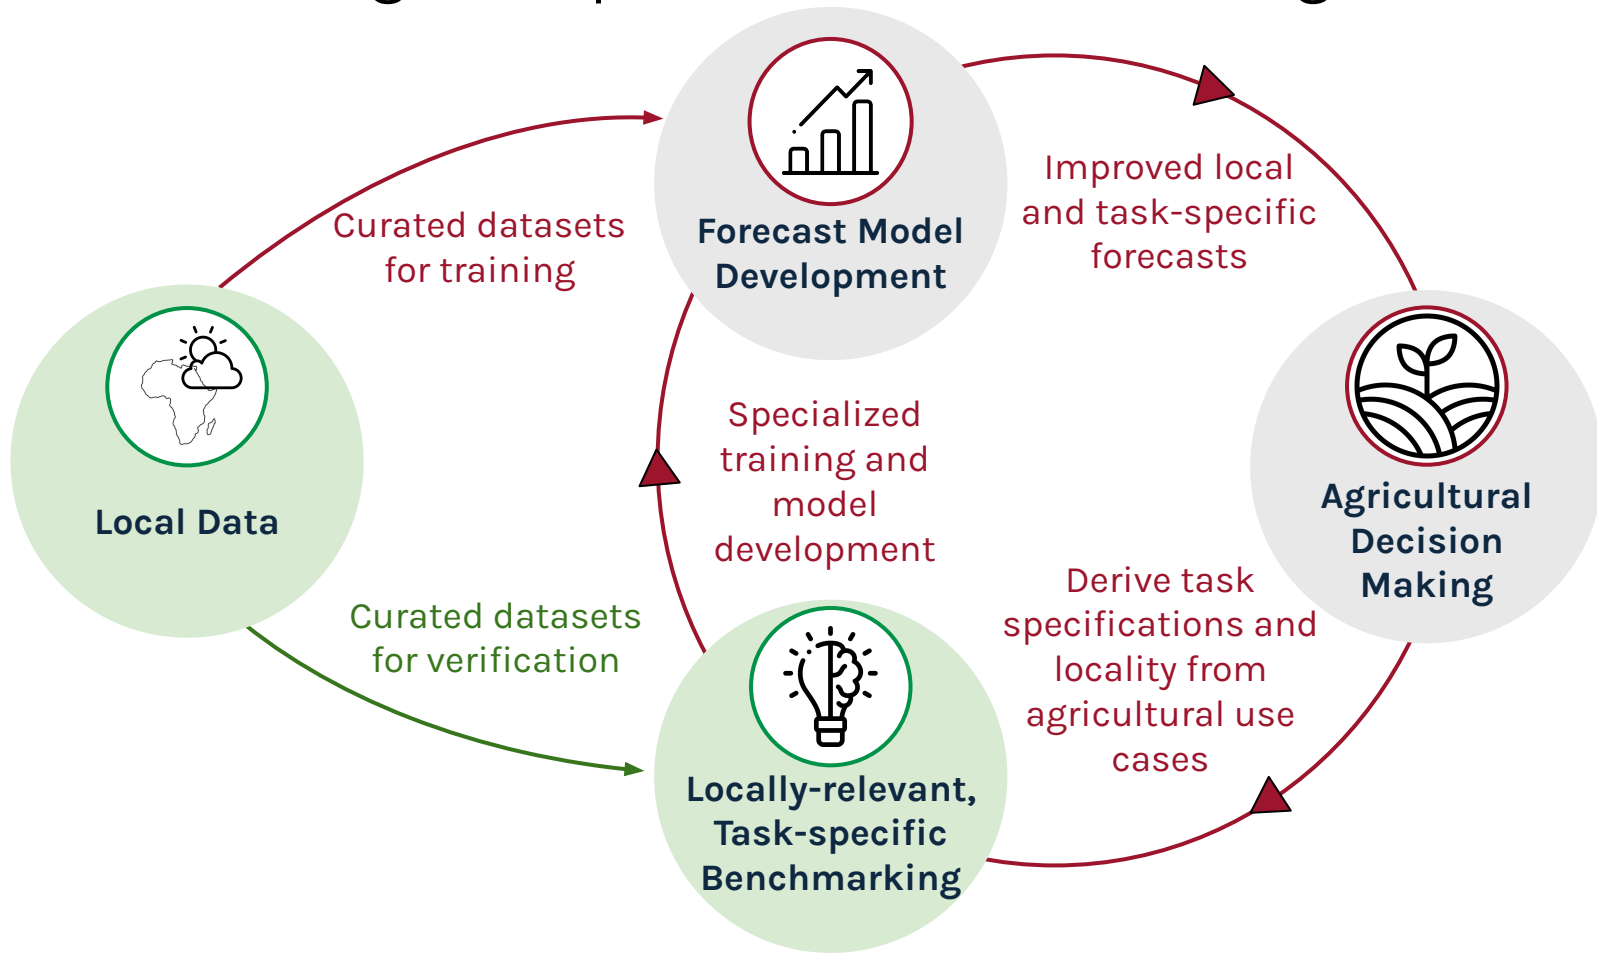 Forecast Model
Development
Improved local
and task-specific
forecasts
Curated datasets
for training
Local Data
Specialized
training and
model
development
Agricultural
Decision
Making
Curated datasets
for verification
Derive task
specifications and
locality from
agricultural use
cases
Locally-relevant,
Task-specific
Benchmarking